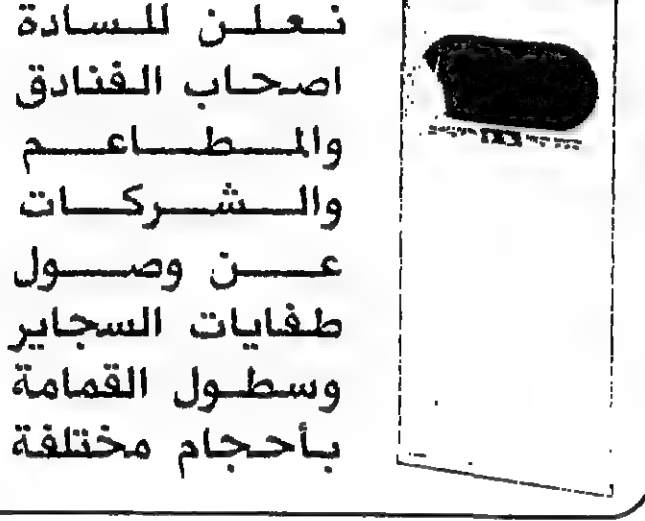 نعلن للسادة
اصحاب الفنادق
والمطاعم
والشركات
عن وصول
طفايات السجاير
وسطول القمامة
بأحجام مختلفة